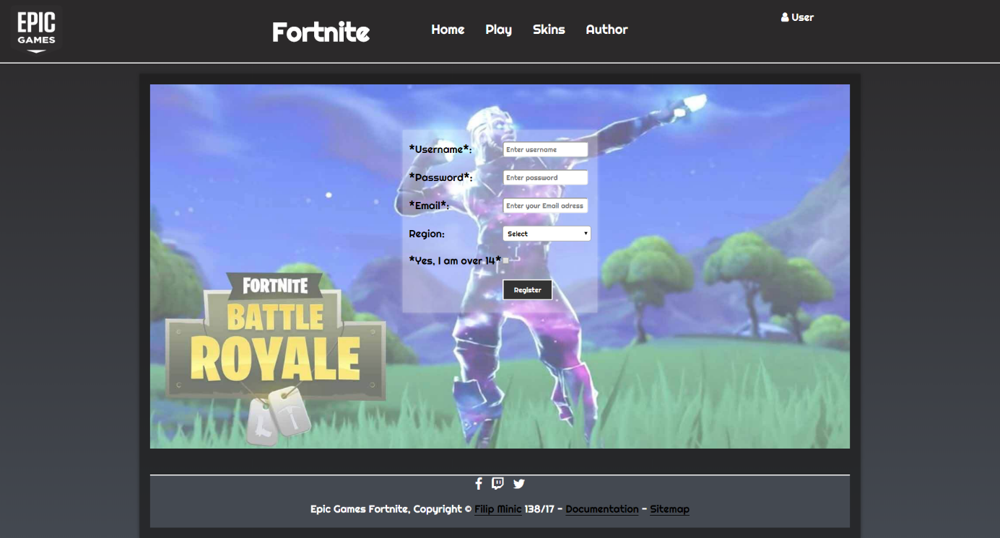 EPIC
GAMES
Fortnite
Home Play Skins Author
User
*Username*: Enter username
*Password*: Enter password
*Email*: Enter your Email adress
Region: Select
*Yes, I am over 14*
Register
FORTNITE
BATTLE
ROYALE
Epic Games Fortnite, Copyright © Filip Minic 138/17 - Documentation - Sitemap